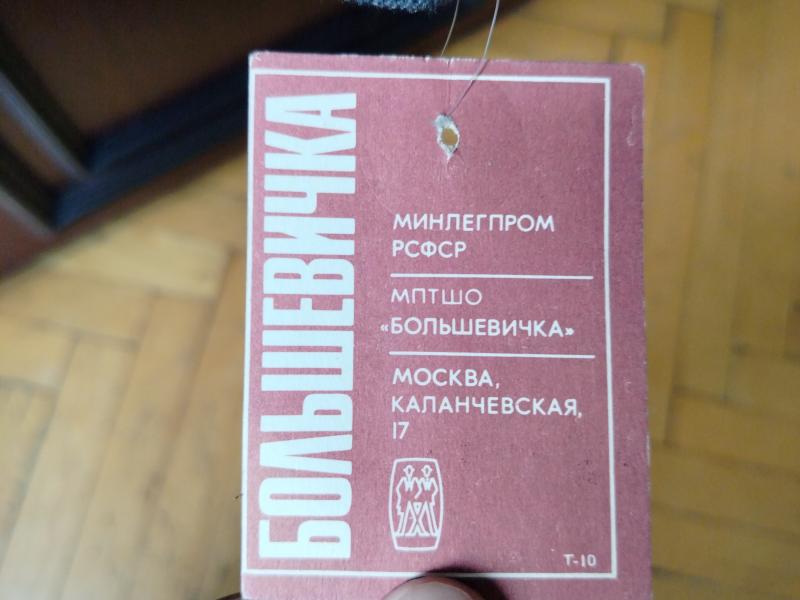 БОЛЬШЕВИЧКА
МИНЛЕГПРОМ
РСФСР
МПТШО
«БОЛЬШЕВИЧКА»
МОСКВА,
КАЛАНЧЕВСКАЯ,
17
Т-10